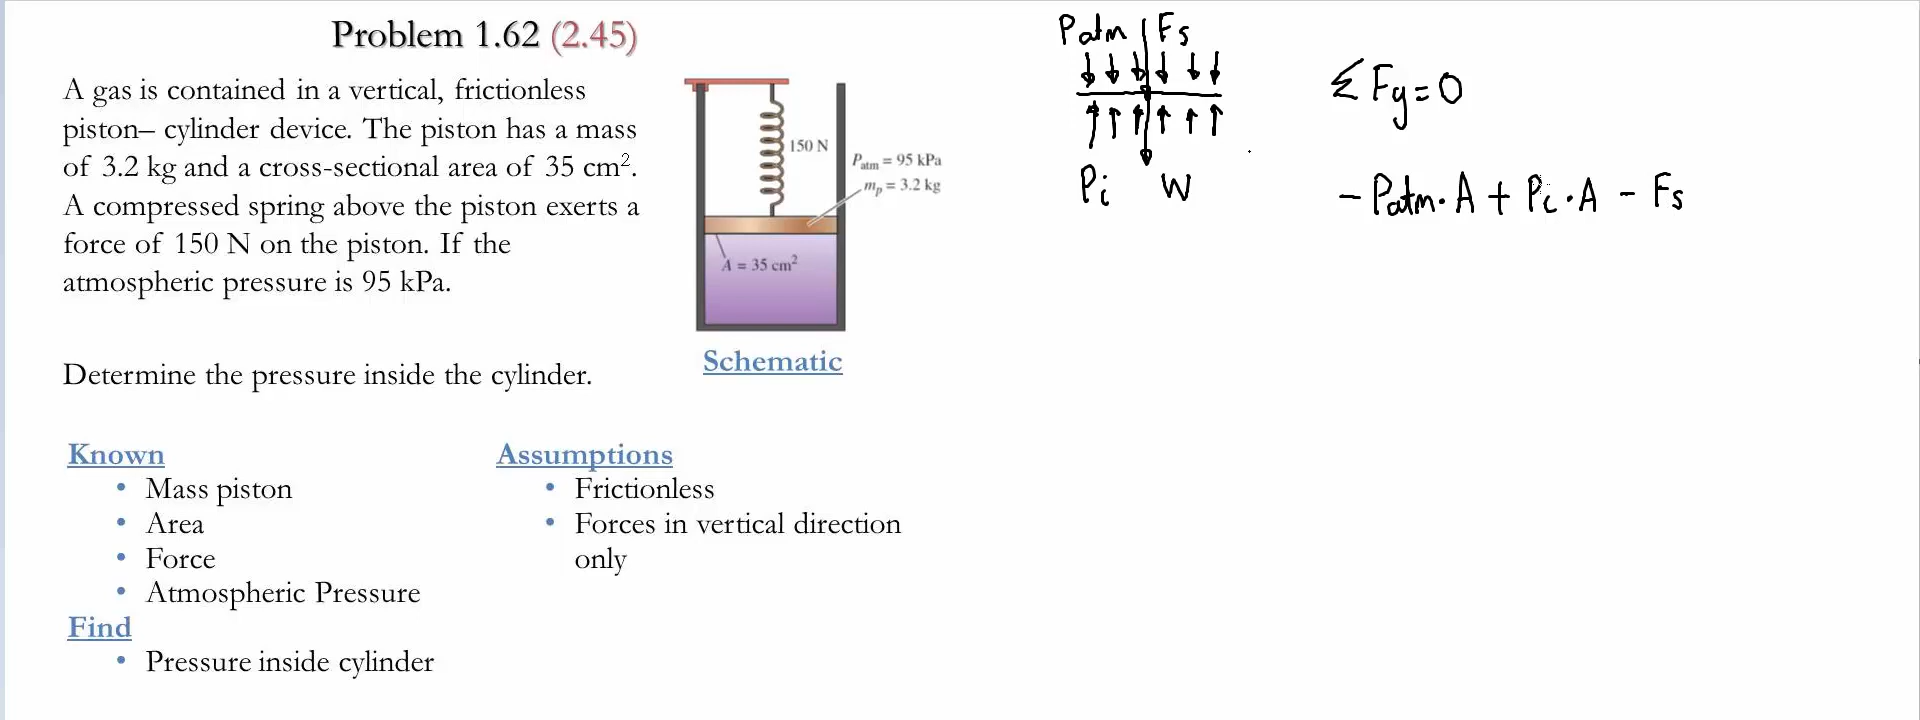 Problem 1.62 (2.45)
A gas is contained in a vertical, frictionless
piston– cylinder device. The piston has a mass
of 3.2 kg and a cross-sectional area of 35 cm².
A compressed spring above the piston exerts a
force of 150 N on the piston. If the
atmospheric pressure is 95 kPa.
Determine the pressure inside the cylinder.
150 N
Patm = 95 kPa
mp = 3.2 kg
A = 35 cm²
Schematic
Known
• Mass piston
• Area
• Force
• Atmospheric Pressure
Find
• Pressure inside cylinder
Assumptions
• Frictionless
• Forces in vertical direction
only
Patm Fs
Pi W
ΣFy=0
-Patm·A + Pi·A - Fs